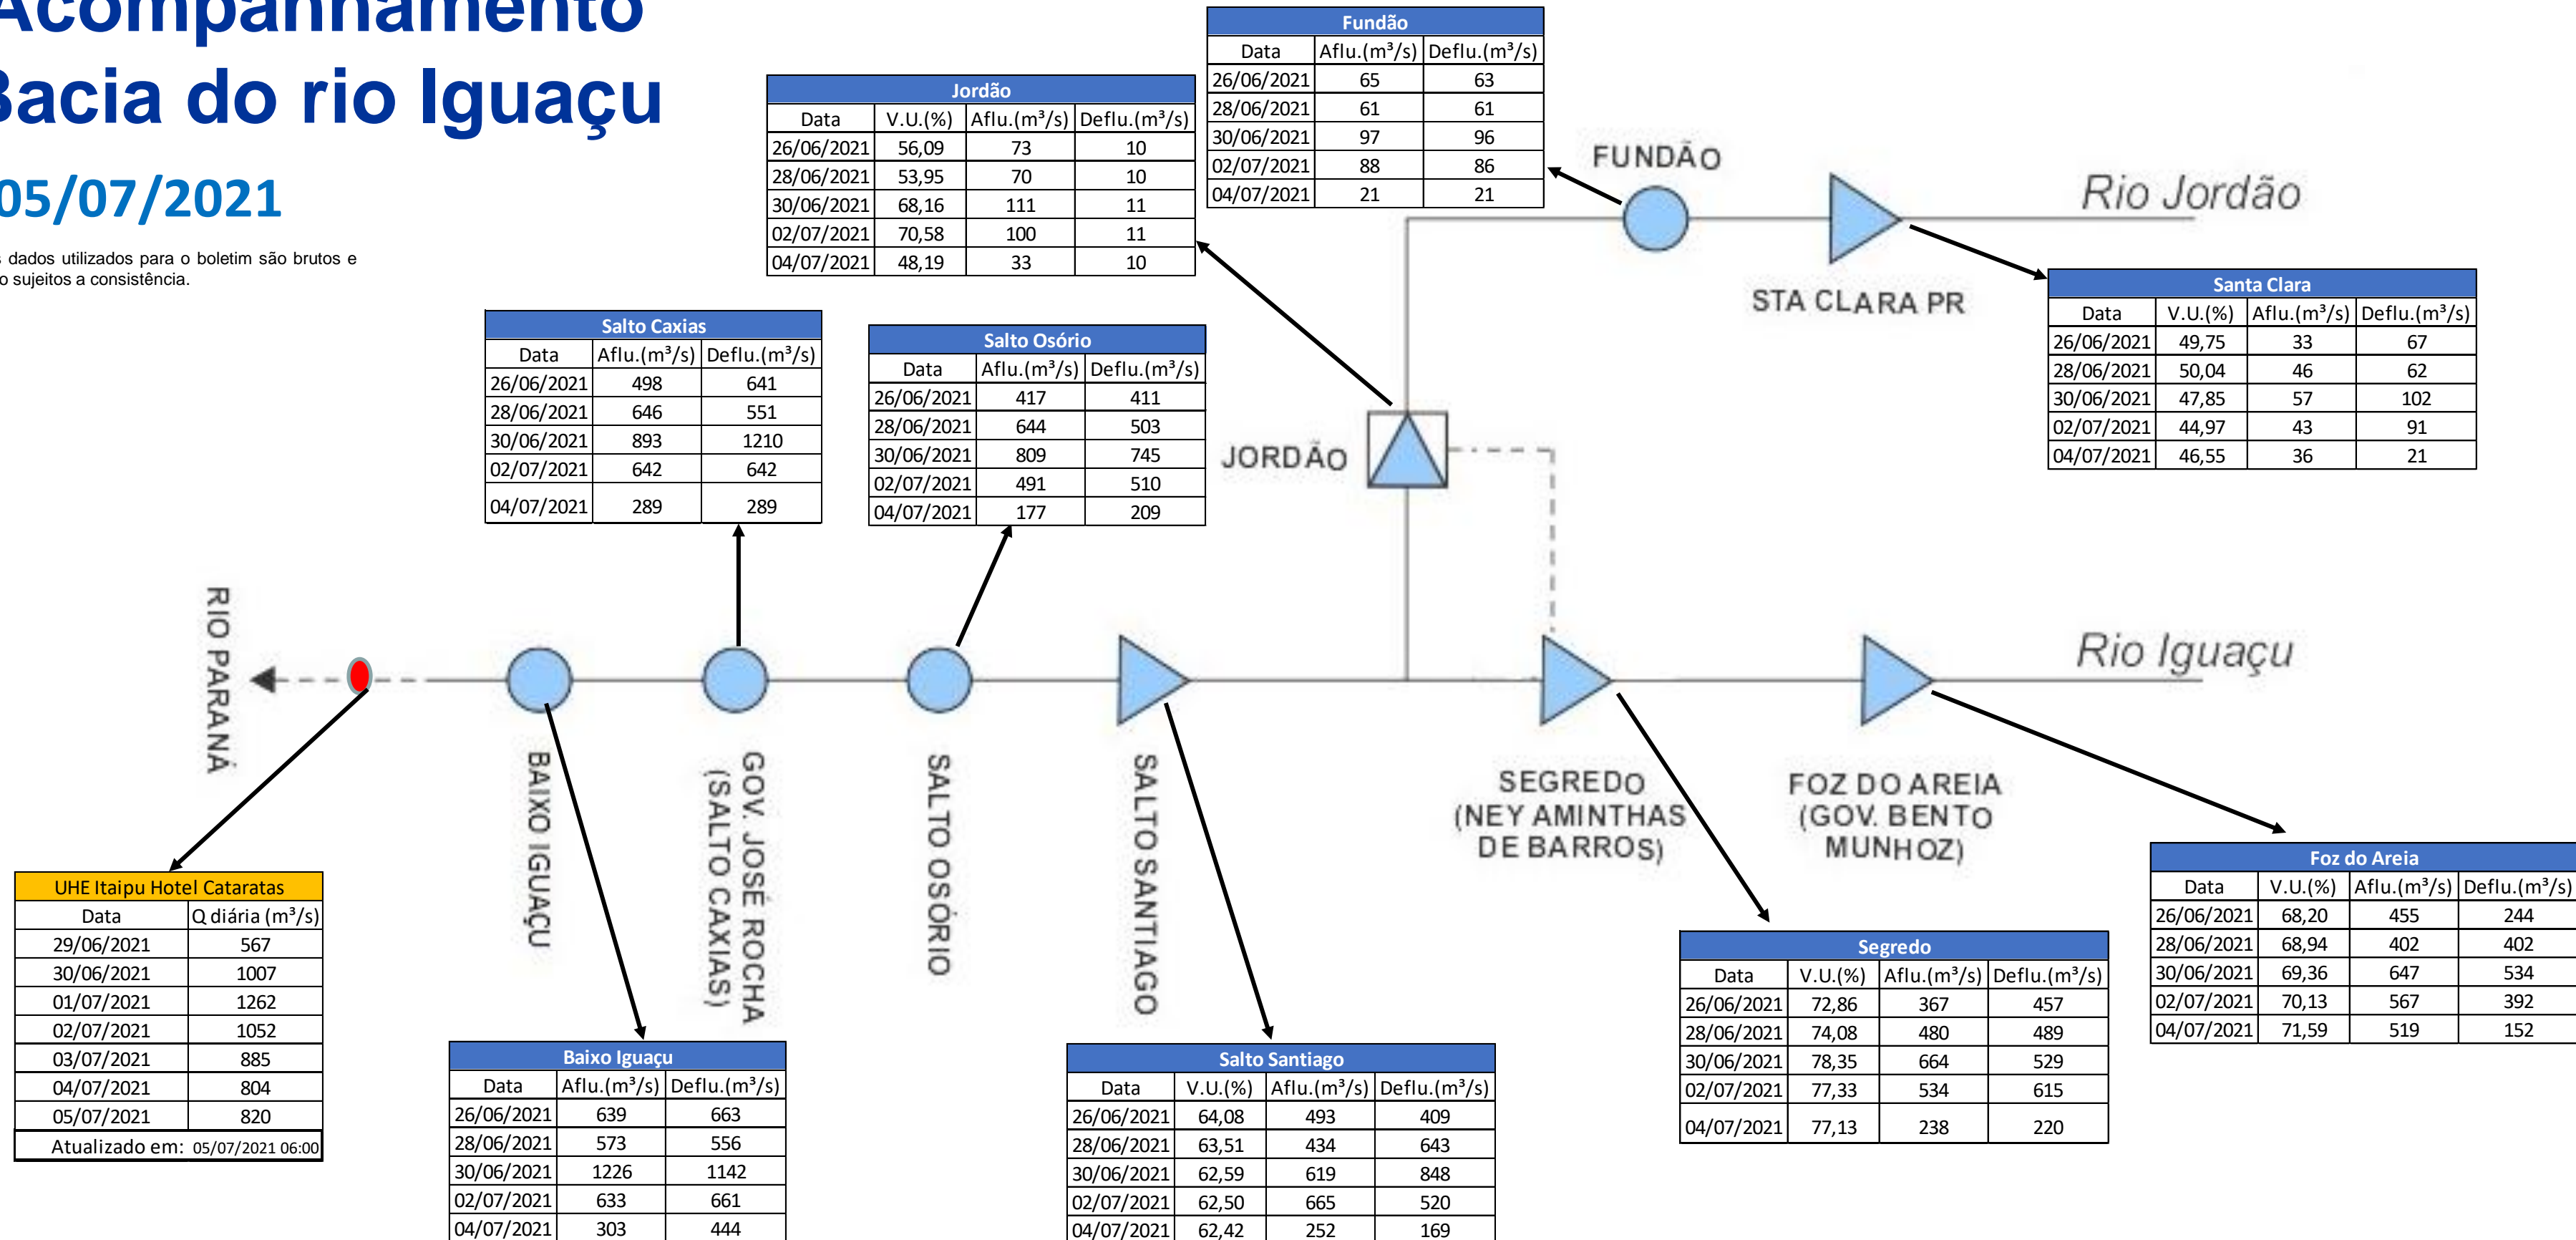 Acompanhamento
Bacia do rio Iguaçu
05/07/2021
s dados utilizados para o boletim são brutos e
o sujeitos a consistência.
Fundão
Data Aflu.(m³/s) Deflu.(m³/s)
26/06/2021 65 63
28/06/2021 61 61
30/06/2021 97 96
02/07/2021 88 86
04/07/2021 21 21
Jordão
Data V.U.(%) Aflu.(m³/s) Deflu.(m³/s)
26/06/2021 56,09 73 10
28/06/2021 53,95 70 10
30/06/2021 68,16 111 11
02/07/2021 70,58 100 11
04/07/2021 48,19 33 10
FUNDÃO
STA CLARA PR
Rio Jordão
Santa Clara
Data V.U.(%) Aflu.(m³/s) Deflu.(m³/s)
26/06/2021 49,75 33 67
28/06/2021 50,04 46 62
30/06/2021 47,85 57 102
02/07/2021 44,97 43 91
04/07/2021 46,55 36 21
Salto Caxias
Data Aflu.(m³/s) Deflu.(m³/s)
26/06/2021 498 641
28/06/2021 646 551
30/06/2021 893 1210
02/07/2021 642 642
04/07/2021 289 289
Salto Osório
Data Aflu.(m³/s) Deflu.(m³/s)
26/06/2021 417 411
28/06/2021 644 503
30/06/2021 809 745
02/07/2021 491 510
04/07/2021 177 209
JORDÃO
RIO PARANÁ
BAIXO IGUAÇU
GOV. JOSÉ ROCHA
(SALTO CAXIAS)
SALTO OSÓRIO
SALTO SANTIAGO
SEGREDO
(NEY AMINTHAS
DE BARROS)
FOZ DO AREIA
(GOV. BENTO
MUNHOZ)
Rio Iguaçu
UHE Itaipu Hotel Cataratas
Data Q diária (m³/s)
29/06/2021 567
30/06/2021 1007
01/07/2021 1262
02/07/2021 1052
03/07/2021 885
04/07/2021 804
05/07/2021 820
Atualizado em: 05/07/2021 06:00
Baixo Iguaçu
Data Aflu.(m³/s) Deflu.(m³/s)
26/06/2021 639 663
28/06/2021 573 556
30/06/2021 1226 1142
02/07/2021 633 661
04/07/2021 303 444
Salto Santiago
Data V.U.(%) Aflu.(m³/s) Deflu.(m³/s)
26/06/2021 64,08 493 409
28/06/2021 63,51 434 643
30/06/2021 62,59 619 848
02/07/2021 62,50 665 520
04/07/2021 62,42 252 169
Segredo
Data V.U.(%) Aflu.(m³/s) Deflu.(m³/s)
26/06/2021 72,86 367 457
28/06/2021 74,08 480 489
30/06/2021 78,35 664 529
02/07/2021 77,33 534 615
04/07/2021 77,13 238 220
Foz do Areia
Data V.U.(%) Aflu.(m³/s) Deflu.(m³/s)
26/06/2021 68,20 455 244
28/06/2021 68,94 402 402
30/06/2021 69,36 647 534
02/07/2021 70,13 567 392
04/07/2021 71,59 519 152